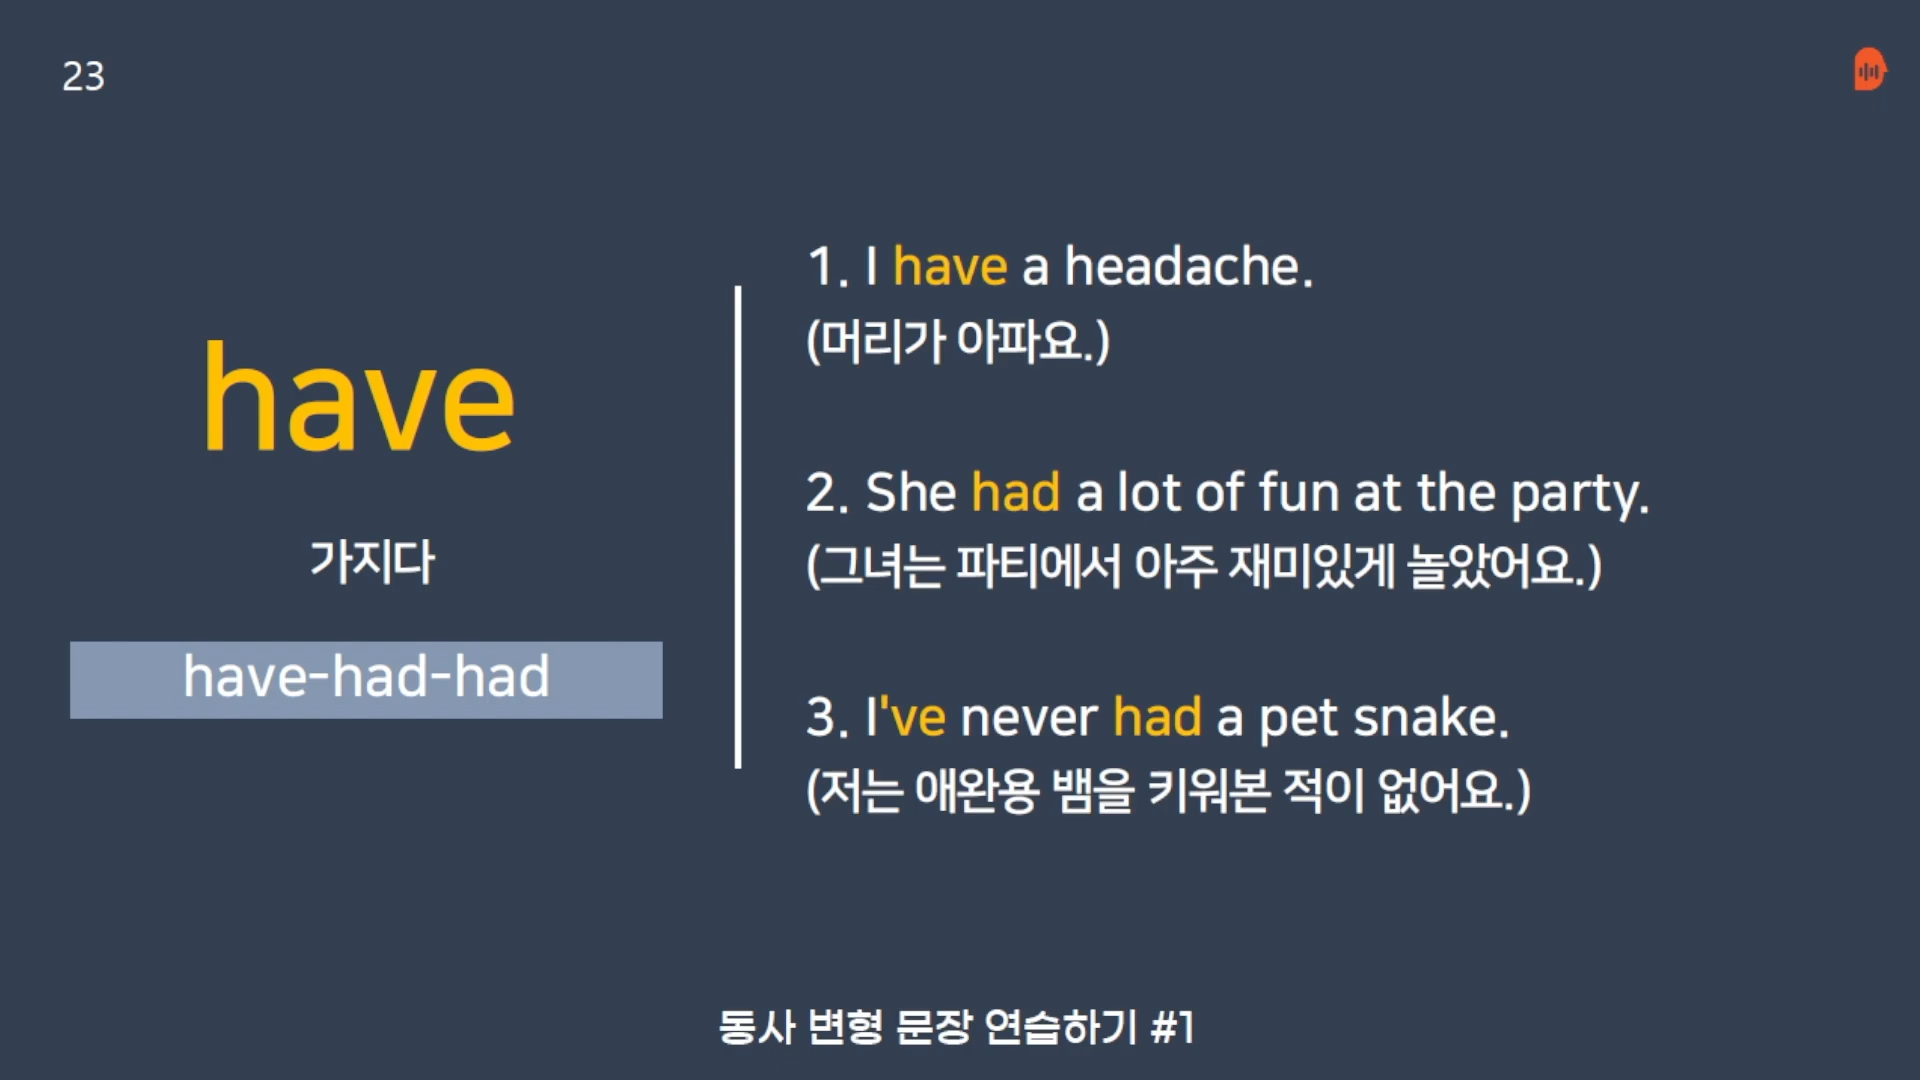 23
have
가지다
have-had-had
1. I have a headache.
(머리가 아파요.)
2. She had a lot of fun at the party.
(그녀는 파티에서 아주 재미있게 놀았어요.)
3. I've never had a pet snake.
(저는 애완용 뱀을 키워본 적이 없어요.)
동사 변형 문장 연습하기 #1